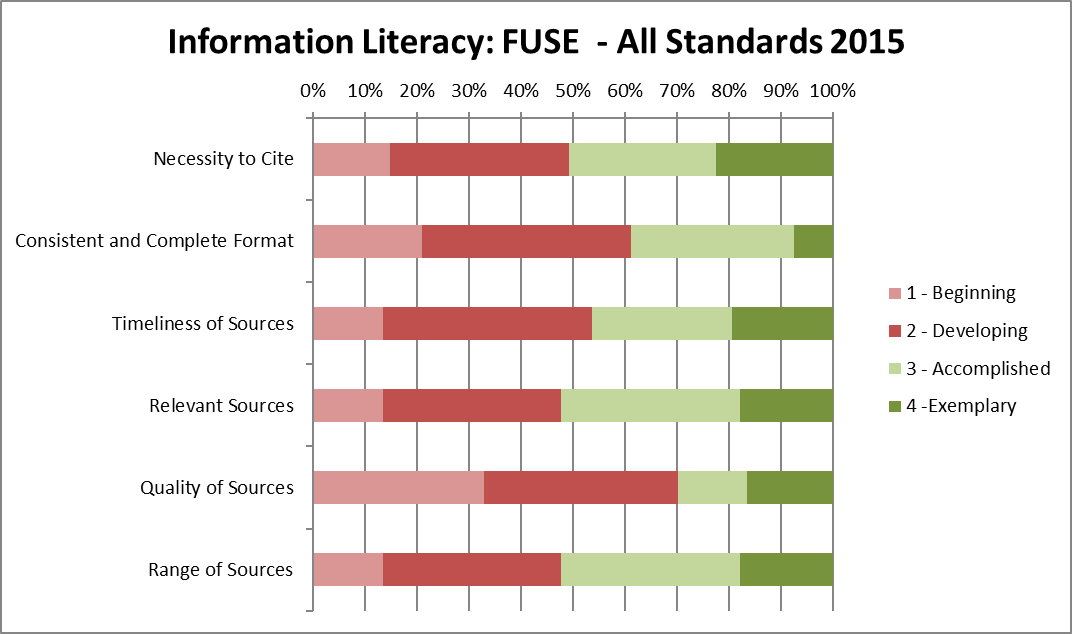 Information Literacy: FUSE  - All Standards 2015
0% 10% 20% 30% 40% 50% 60% 70% 80% 90% 100%
Necessity to Cite
Consistent and Complete Format
Timeliness of Sources
Relevant Sources
Quality of Sources
Range of Sources
1 - Beginning
2 - Developing
3 - Accomplished
4 -Exemplary